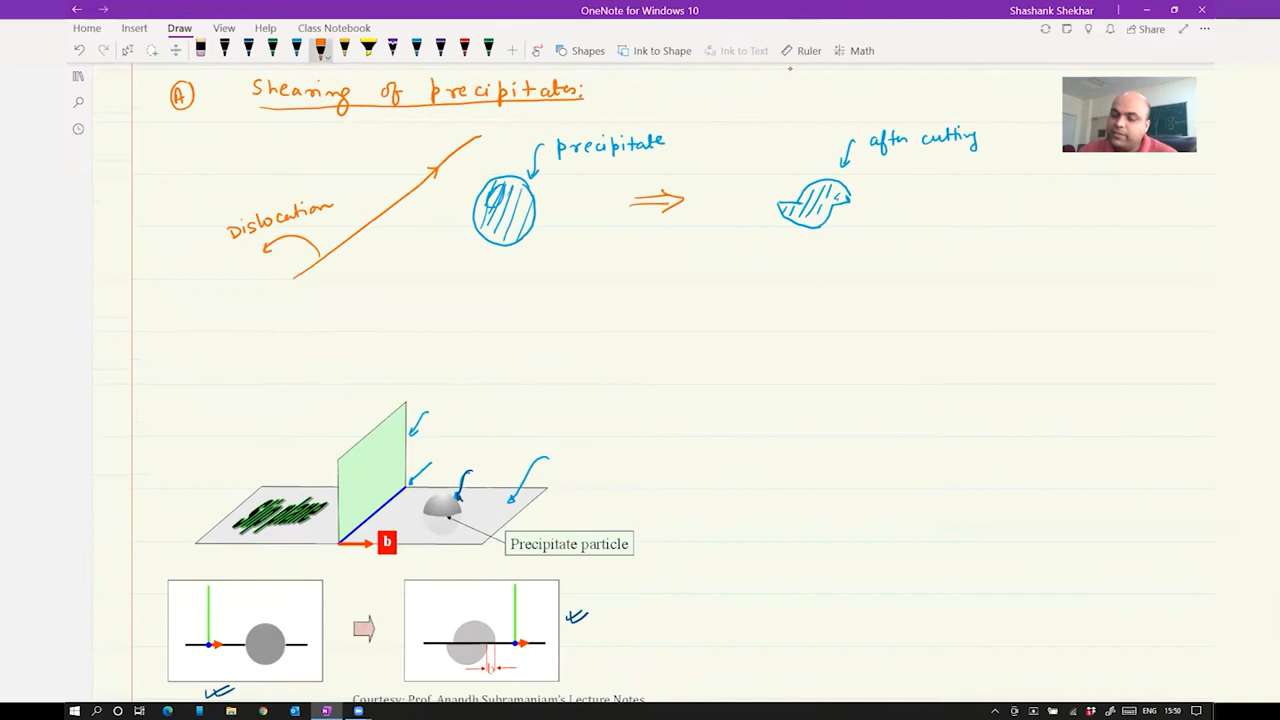 OneNote for Windows 10
Shashank Shekhar
Home Insert Draw View Help Class Notebook
Share
Shapes Ink to Shape Ink to Text Ruler Math
A Shearing of precipitates:
precipitate
after cutting
Dislocation
Slip plane
b
Precipitate particle
b
Courtesy: Prof. Anandh Subramaniam's Lecture Notes
ENG 15:50